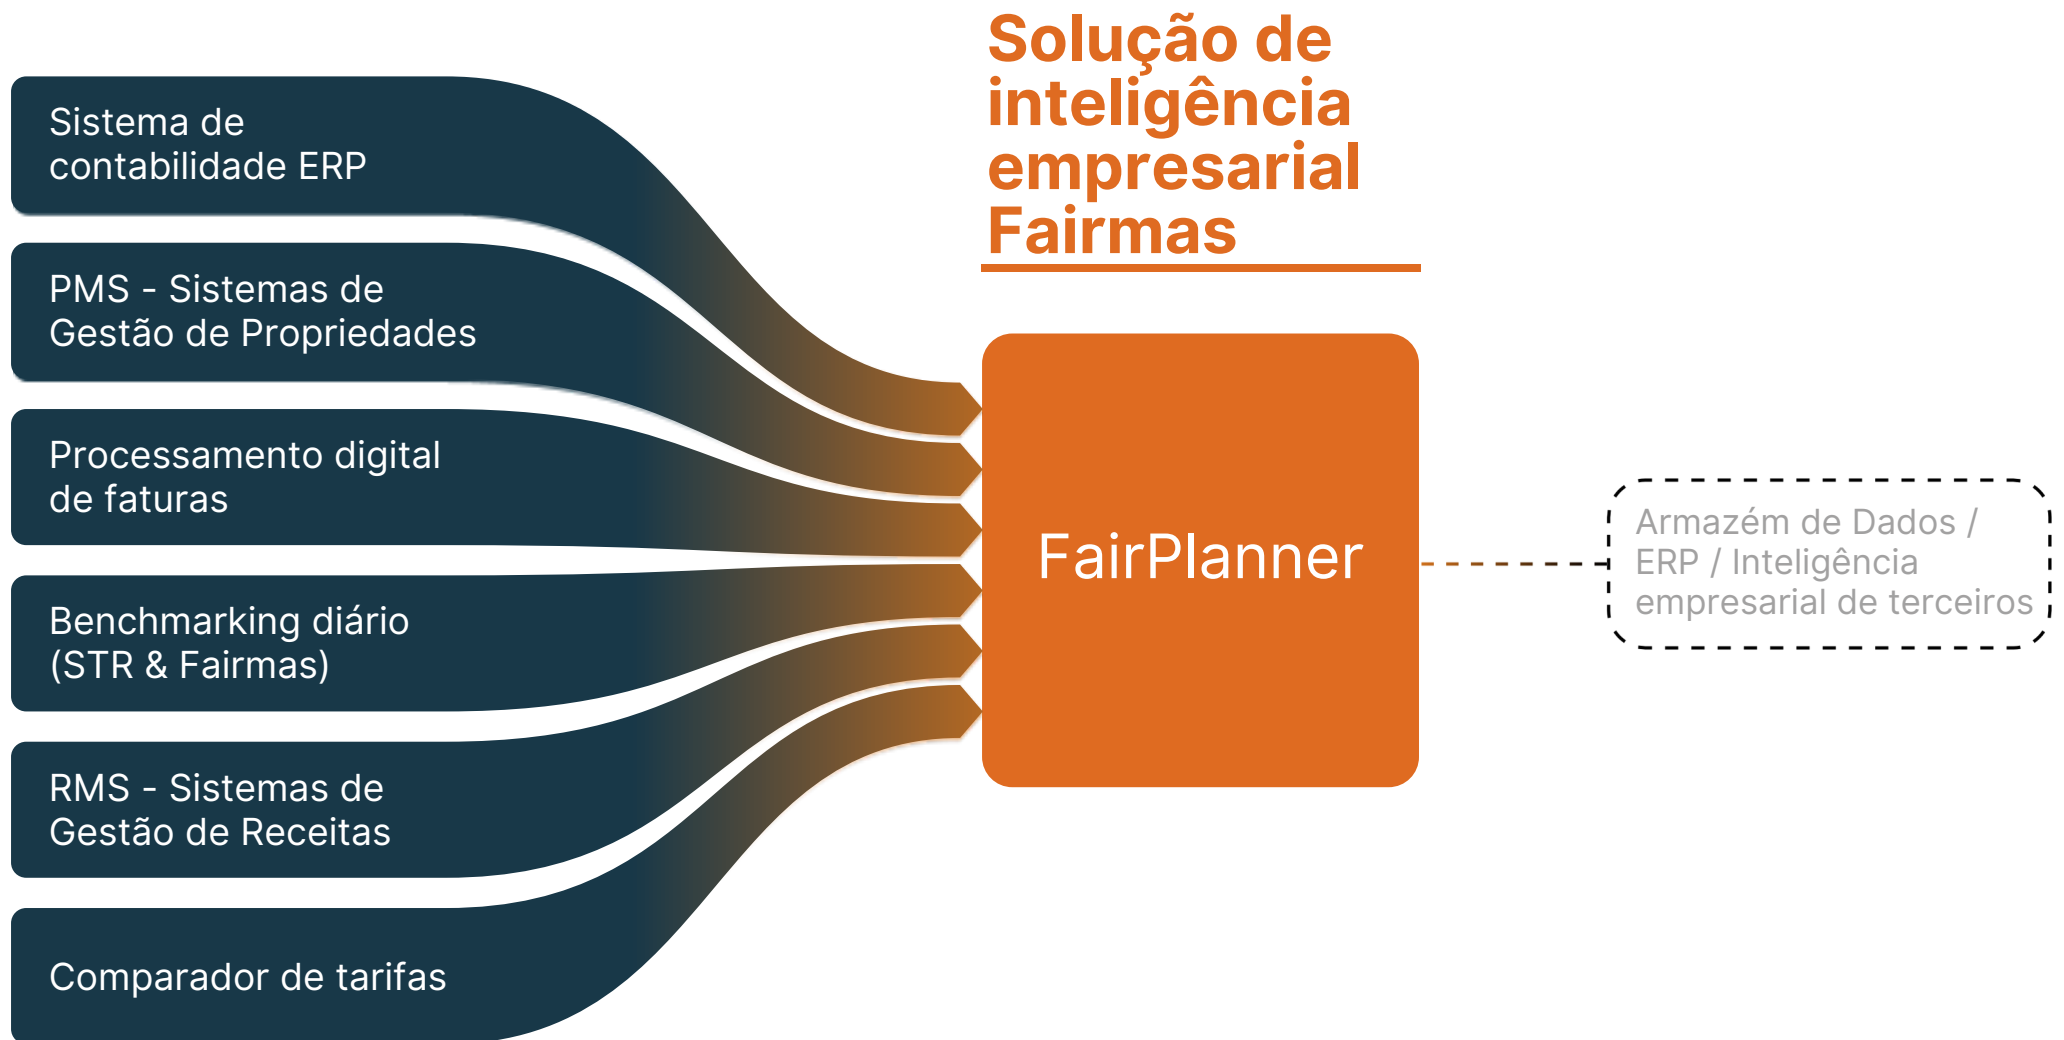 Solução de
inteligência
empresarial
Fairmas
Sistema de
contabilidade ERP
PMS - Sistemas de
Gestão de Propriedades
Processamento digital
de faturas
Benchmarking diário
(STR & Fairmas)
RMS - Sistemas de
Gestão de Receitas
Comparador de tarifas
FairPlanner
Armazém de Dados /
ERP / Inteligência
empresarial de terceiros